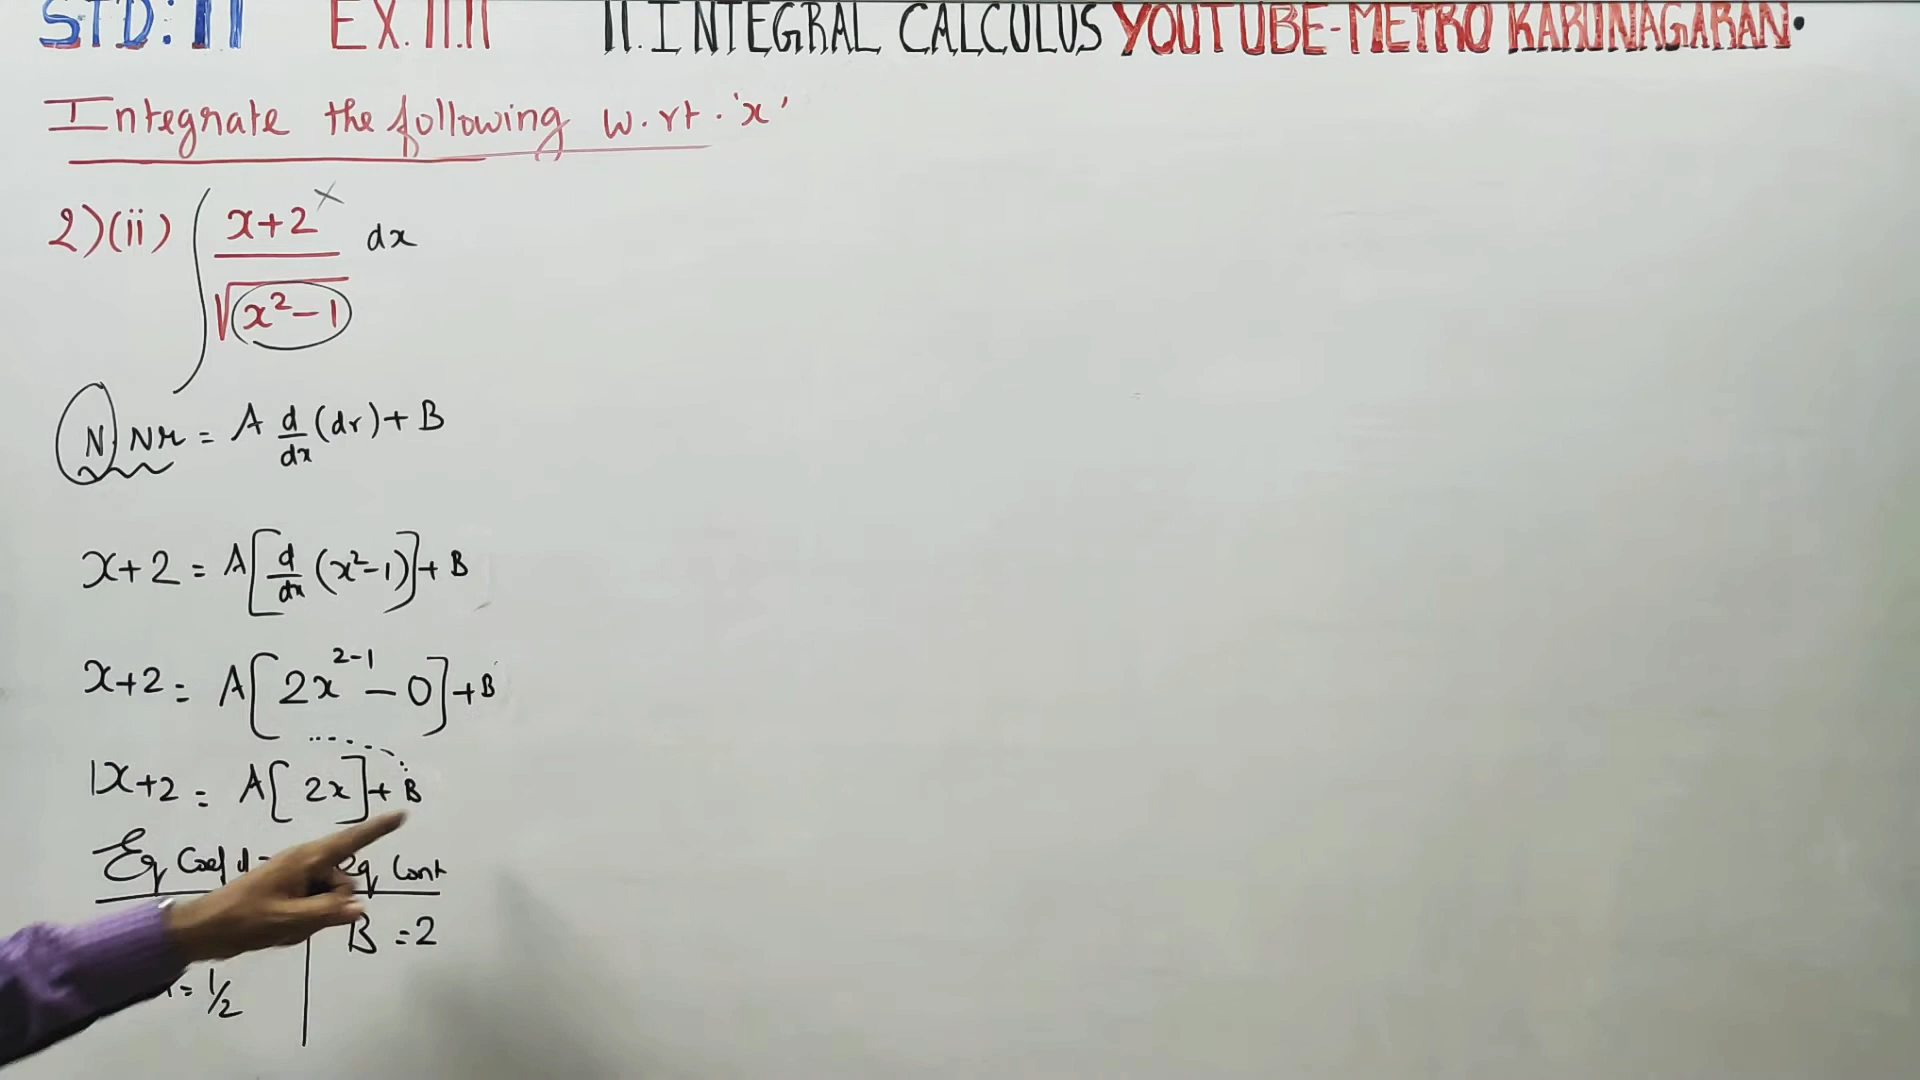 STD: 11 EX.11.11 11. INTEGRAL CALCULUS YOUTUBE-METRO KARUNAGARAN.
Integrate the following w.rt.'x'
2)(ii) ∫ x+2 / √(x²-1) dx
N) Nr = A d/dx (dr) + B
x+2 = A[d/dx (x²-1)] + B
x+2 = A[2x²⁻¹ - 0] + B
1x+2 = A[2x] + B
Eq Coef eq Cont
B = 2
= 1/2